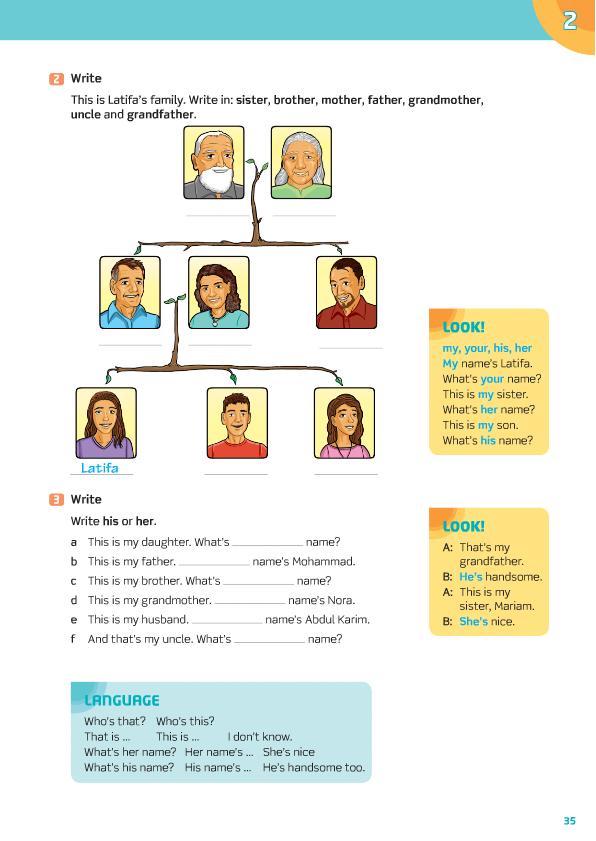 2
2 Write
This is Latifa's family. Write in: sister, brother, mother, father, grandmother,
uncle and grandfather.
Latifa
LOOK!
my, your, his, her
My name's Latifa.
What's your name?
This is my sister.
What's her name?
This is my son.
What's his name?
3 Write
Write his or her.
a This is my daughter. What's ____ name?
b This is my father. ____ name's Mohammad.
c This is my brother. What's ____ name?
d This is my grandmother. ____ name's Nora.
e This is my husband. ____ name's Abdul Karim.
f And that's my uncle. What's ____ name?
LOOK!
A: That's my
grandfather.
B: He's handsome.
A: This is my
sister, Mariam.
B: She's nice.
LANGUAGE
Who's that? Who's this?
That is ... This is ... I don't know.
What's her name? Her name's ... She's nice
What's his name? His name's ... He's handsome too.
35